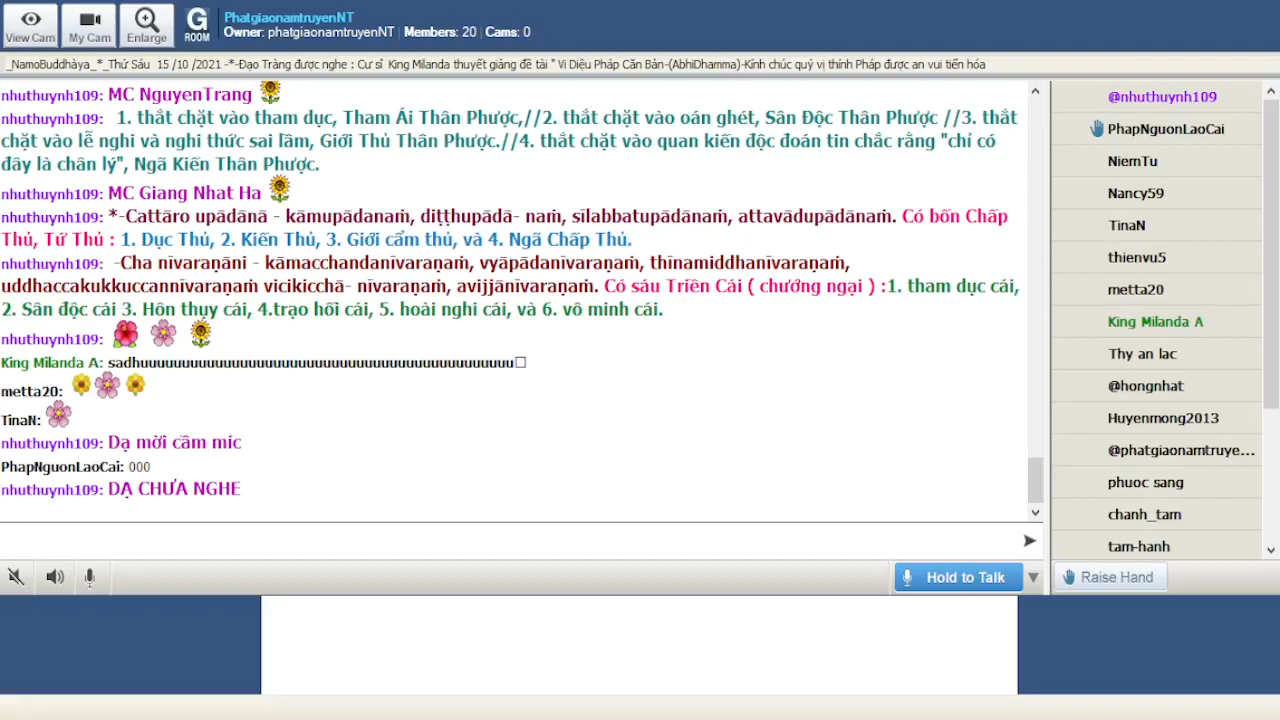 View Cam
My Cam
Enlarge
G
ROOM
PhatgiaonamtruyenNT
Owner: phatgiaonamtruyenNT | Members: 20 | Cams: 0
_NamoBuddhàya_*_Thứ Sáu 15 /10 /2021 -*-Đạo Tràng được nghe : Cư sĩ King Milanda thuyết giảng đề tài " Vi Diệu Pháp Căn Bản-(AbhiDhamma)-Kính chúc quý vị thính Pháp được an vui tiến hóa
nhuthuynh109: MC NguyenTrang
nhuthuynh109: 1. thắt chặt vào tham dục, Tham Ái Thân Phược,//2. thắt chặt vào oán ghét, Sân Độc Thân Phược //3. thắt
chặt vào lễ nghi và nghi thức sai lầm, Giới Thủ Thân Phược.//4. thắt chặt vào quan kiến độc đoán tin chắc rằng "chỉ có
đây là chân lý", Ngã Kiến Thân Phược.
nhuthuynh109: MC Giang Nhat Ha
nhuthuynh109: *-Cattāro upādānā - kāmupādanaṁ, diṭṭhupādā- naṁ, sīlabbatupādānaṁ, attavādupādānaṁ. Có bốn Chấp
Thủ, Tứ Thủ : 1. Dục Thủ, 2. Kiến Thủ, 3. Giới cấm thủ, và 4. Ngã Chấp Thủ.
nhuthuynh109: -Cha nīvaraṇāni - kāmacchandanīvaraṇaṁ, vyāpādanīvaraṇaṁ, thīnamiddhanīvaraṇaṁ,
uddhaccakukkuccannīvaraṇaṁ vicikicchā- nīvaraṇaṁ, avijjānīvaraṇaṁ. Có sáu Triền Cái ( chướng ngại ) :1. tham dục cái,
2. Sân độc cái 3. Hôn thụy cái, 4.trạo hối cái, 5. hoài nghi cái, và 6. vô minh cái.
nhuthuynh109:
King Milanda A: sadhuuuuuuuuuuuuuuuuuuuuuuuuuuuuuuuuuuuuuuuuuuu
metta20:
TinaN:
nhuthuynh109: Dạ mời cầm míc
PhapNguonLaoCai: 000
nhuthuynh109: DẠ CHƯA NGHE
Hold to Talk
@nhuthuynh109
PhapNguonLaoCai
NiemTu
Nancy59
TinaN
thienvu5
metta20
King Milanda A
Thy an lac
@hongnhat
Huyenmong2013
@phatgiaonamtruye...
phuoc sang
chanh_tam
tam-hanh
Raise Hand